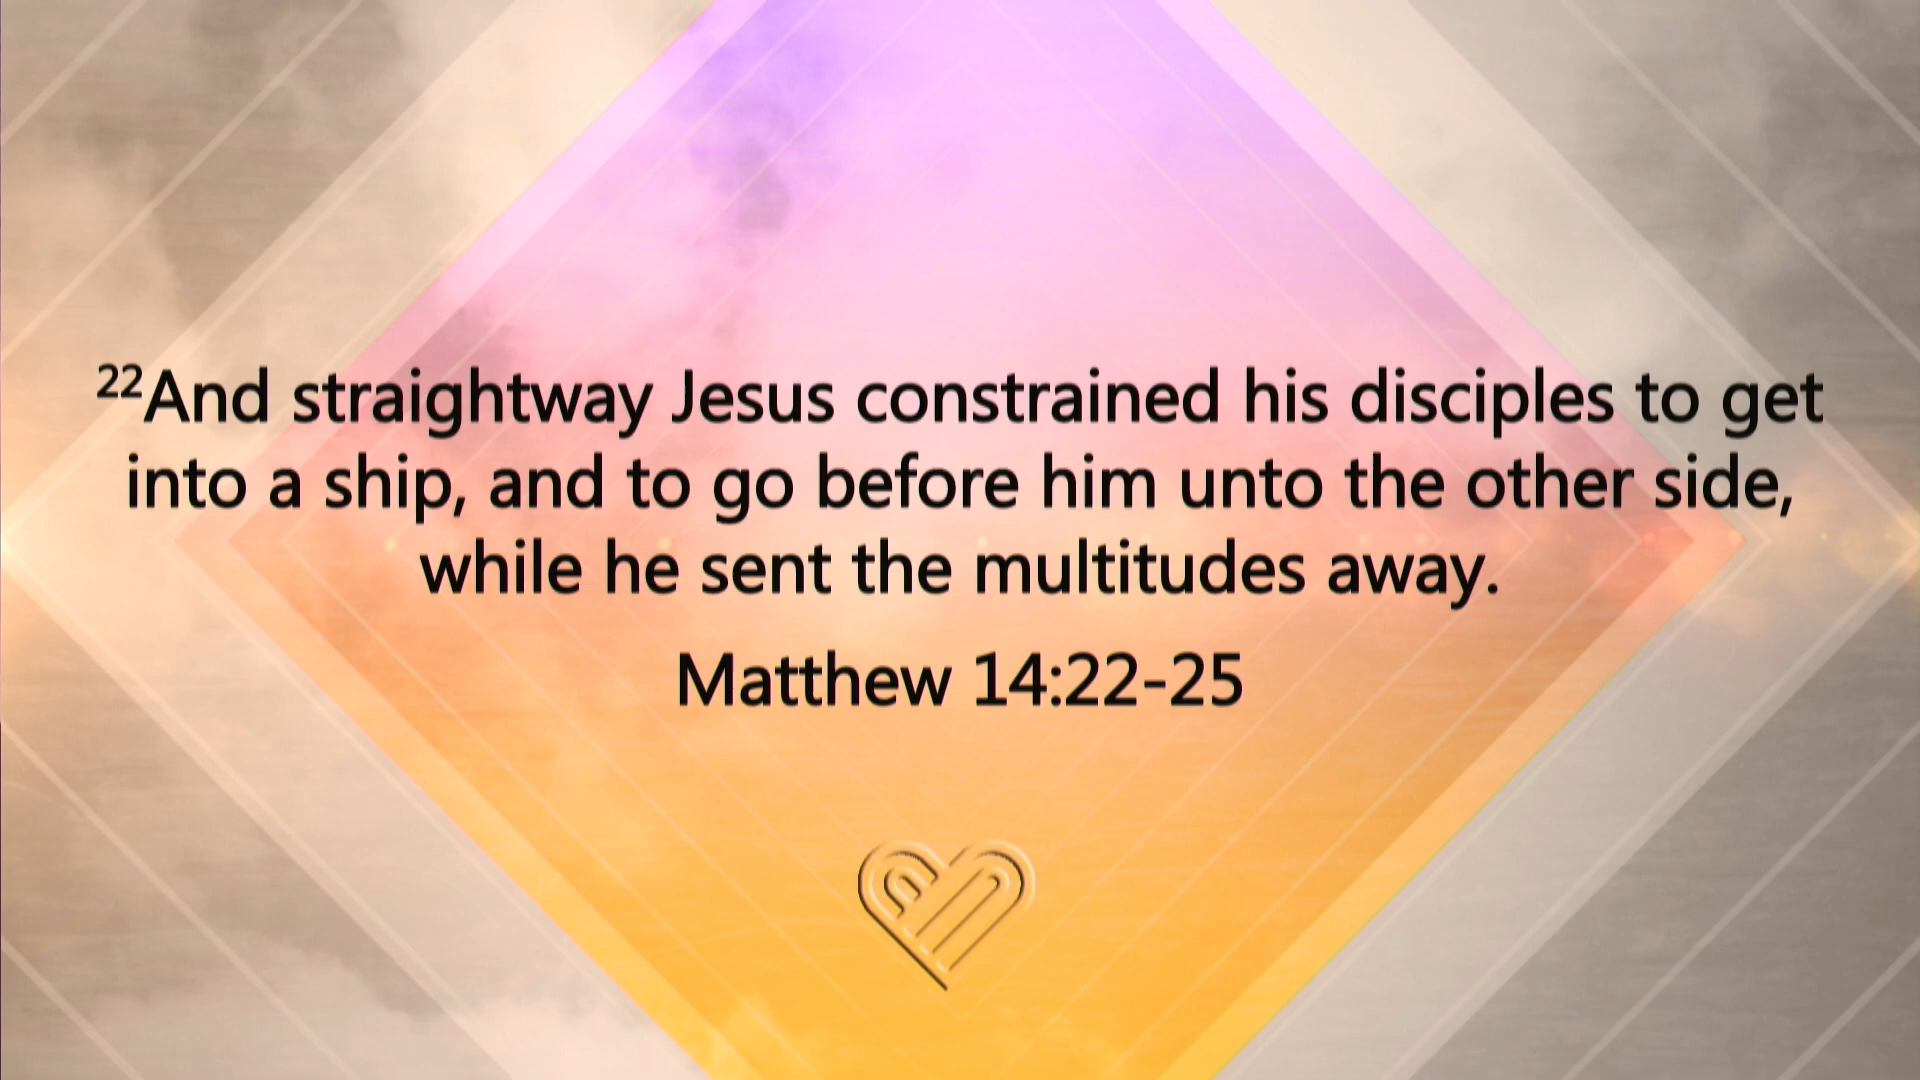 ²²And straightway Jesus constrained his disciples to get
into a ship, and to go before him unto the other side,
while he sent the multitudes away.
Matthew 14:22-25